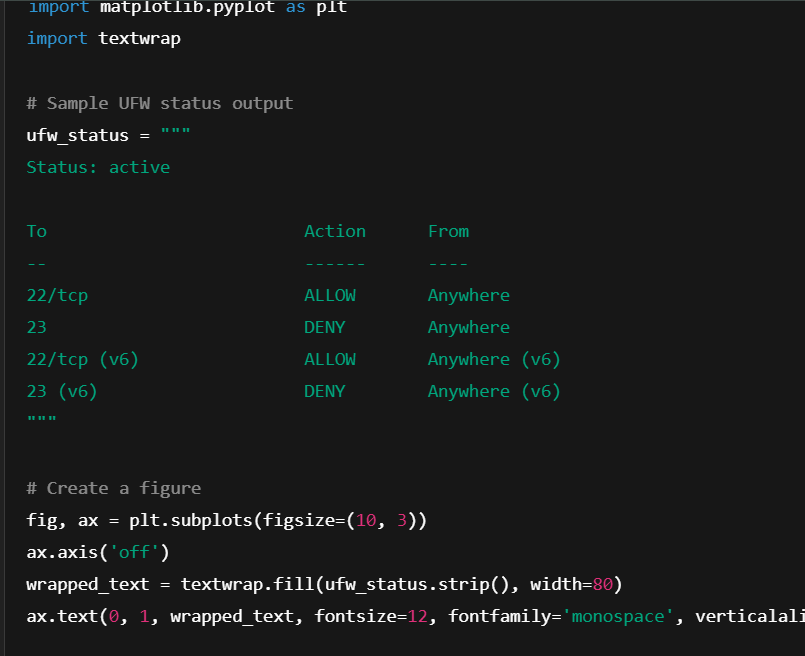 import matplotlib.pyplot as plt
import textwrap
# Sample UFW status output
ufw_status = """
Status: active
To                         Action      From
--                         ------      ----
22/tcp                     ALLOW       Anywhere
23                         DENY        Anywhere
22/tcp (v6)                ALLOW       Anywhere (v6)
23 (v6)                    DENY        Anywhere (v6)
"""
# Create a figure
fig, ax = plt.subplots(figsize=(10, 3))
ax.axis('off')
wrapped_text = textwrap.fill(ufw_status.strip(), width=80)
ax.text(0, 1, wrapped_text, fontsize=12, fontfamily='monospace', verticalali